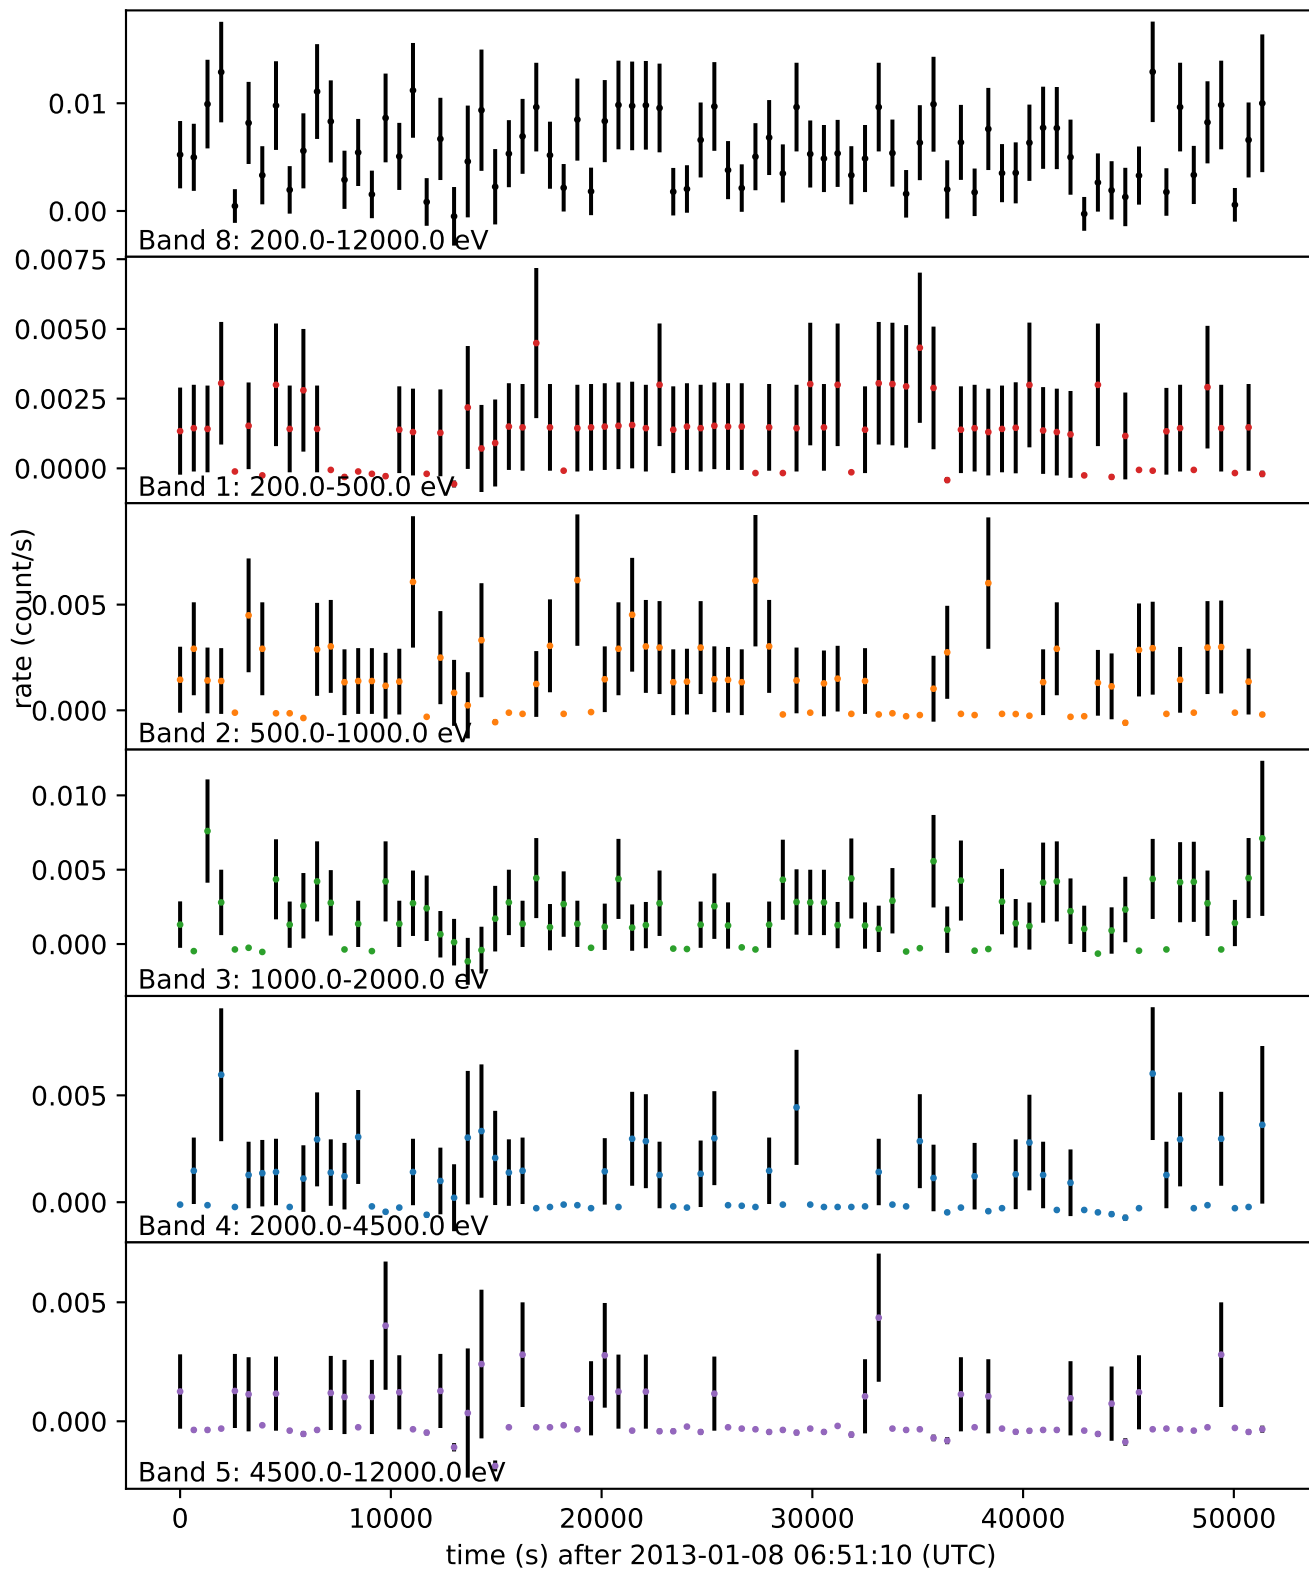 0.01
0.00
Band 8: 200.0-12000.0 eV
0.0075
0.0050
0.0025
0.0000
Band 1: 200.0-500.0 eV
rate (count/s)
0.005
0.000
Band 2: 500.0-1000.0 eV
0.010
0.005
0.000
Band 3: 1000.0-2000.0 eV
0.005
0.000
Band 4: 2000.0-4500.0 eV
0.005
0.000
Band 5: 4500.0-12000.0 eV
0 10000 20000 30000 40000 50000
time (s) after 2013-01-08 06:51:10 (UTC)